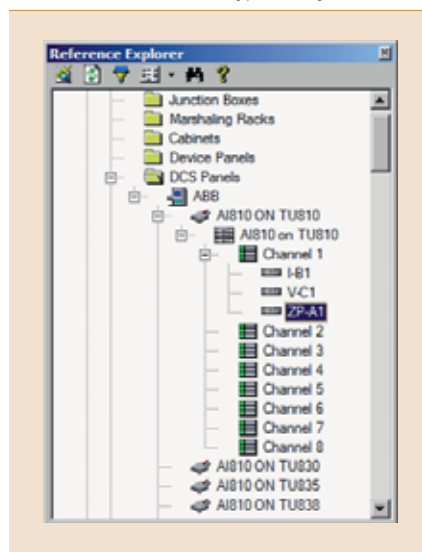 Reference Explorer
Junction Boxes
Marshaling Racks
Cabinets
Device Panels
DCS Panels
ABB
AI810 ON TU810
AI810 on TU810
Channel 1
I-B1
V-C1
ZP-A1
Channel 2
Channel 3
Channel 4
Channel 5
Channel 6
Channel 7
Channel 8
AI810 ON TU830
AI810 ON TU835
AI810 ON TU838